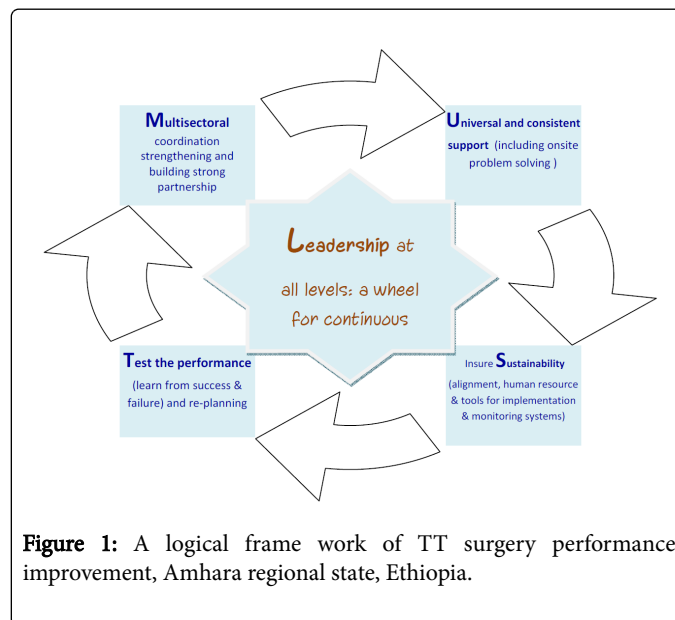 Multisectoral
coordination
strengthening and
building strong
partnership
Universal and consistent
support (including onsite
problem solving )
Leadership at
all levels: a wheel
for continuous
Test the performance
(learn from success &
failure) and re-planning
Insure Sustainability
(alignment, human resource
& tools for implementation
& monitoring systems)
Figure 1: A logical frame work of TT surgery performance
improvement, Amhara regional state, Ethiopia.